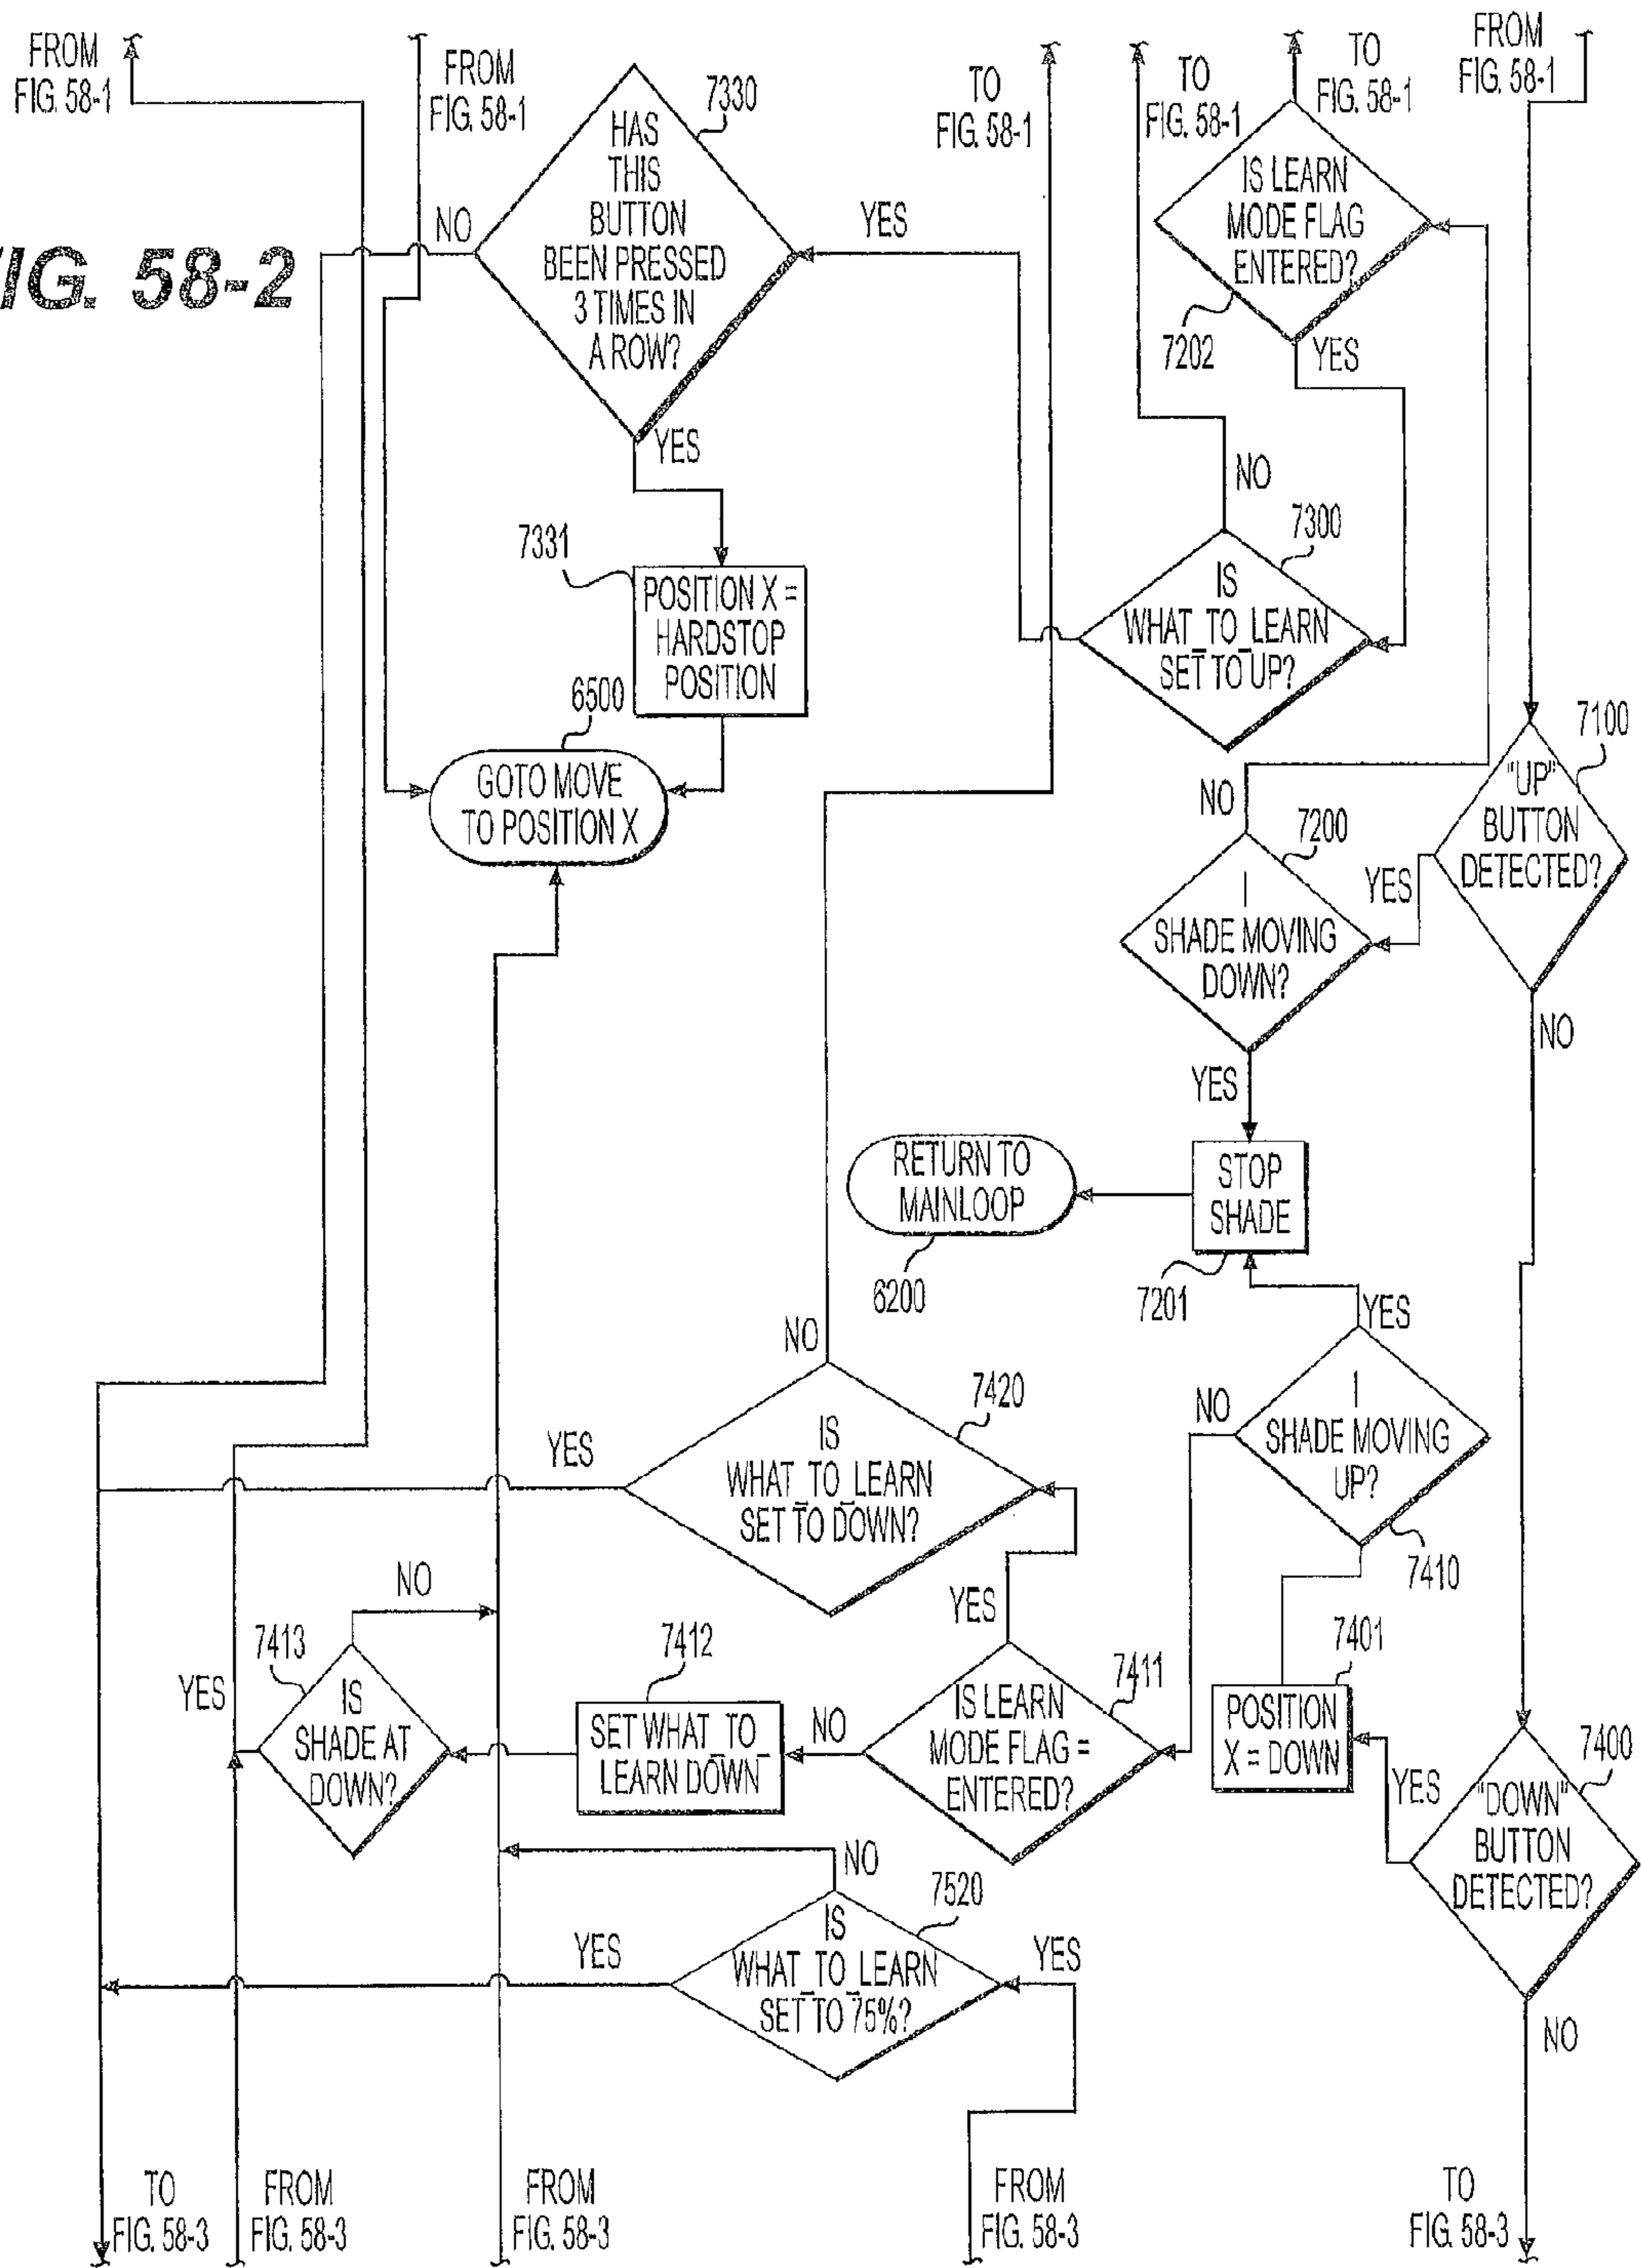 FROM
FIG. 58-1
FROM
FIG. 58-1
TO
FIG. 58-1
TO
FIG. 58-1
TO
FIG. 58-1
FROM
FIG. 58-1
IG. 58-2
7330
HAS
THIS
BUTTON
BEEN PRESSED
3 TIMES IN
A ROW?
NO
YES
YES
IS LEARN
MODE FLAG
ENTERED?
7202
YES
NO
7300
IS
WHAT_TO_LEARN
SET TO UP?
7331
POSITION X =
HARDSTOP
POSITION
6500
GOTO MOVE
TO POSITION X
7100
"UP"
BUTTON
DETECTED?
YES
NO
NO
7200
I
SHADE MOVING
DOWN?
YES
RETURN TO
MAINLOOP
6200
STOP
SHADE
7201
YES
NO
I
SHADE MOVING
UP?
7410
NO
7420
YES
IS
WHAT_TO_LEARN
SET TO DOWN?
NO
7413
YES
IS
SHADE AT
DOWN?
7412
SET WHAT_TO_
LEARN DOWN
YES
NO
7411
IS LEARN
MODE FLAG =
ENTERED?
7401
POSITION
X = DOWN
7400
YES
"DOWN"
BUTTON
DETECTED?
NO
NO
7520
YES
YES
IS
WHAT_TO_LEARN
SET TO 75%?
TO
FIG. 58-3
FROM
FIG. 58-3
FROM
FIG. 58-3
FROM
FIG. 58-3
TO
FIG. 58-3